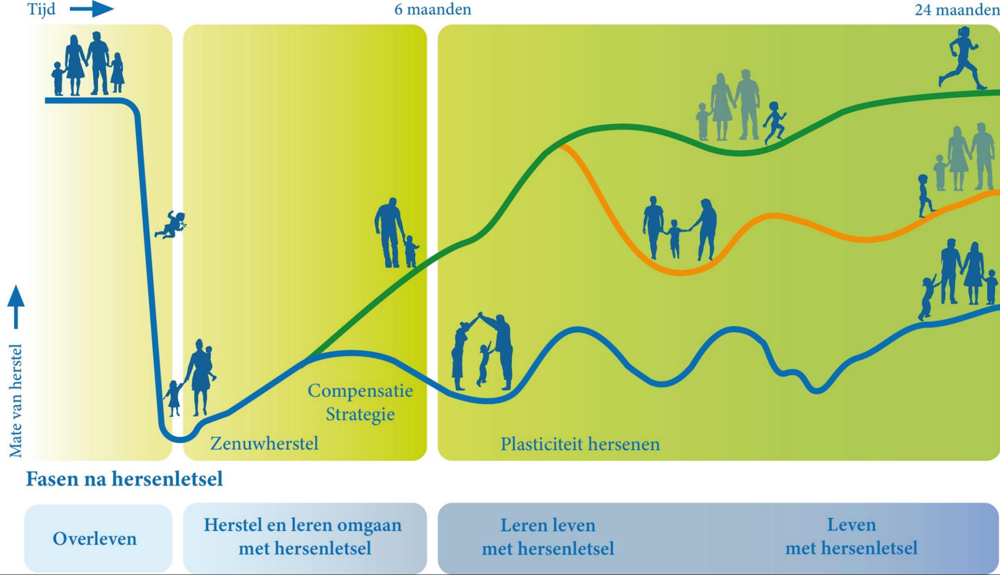 Tijd
6 maanden
24 maanden
Mate van herstel
Compensatie
Strategie
Zenuwherstel
Plasticiteit hersenen
Fasen na hersenletsel
Overleven
Herstel en leren omgaan
met hersenletsel
Leren leven
met hersenletsel
Leven
met hersenletsel